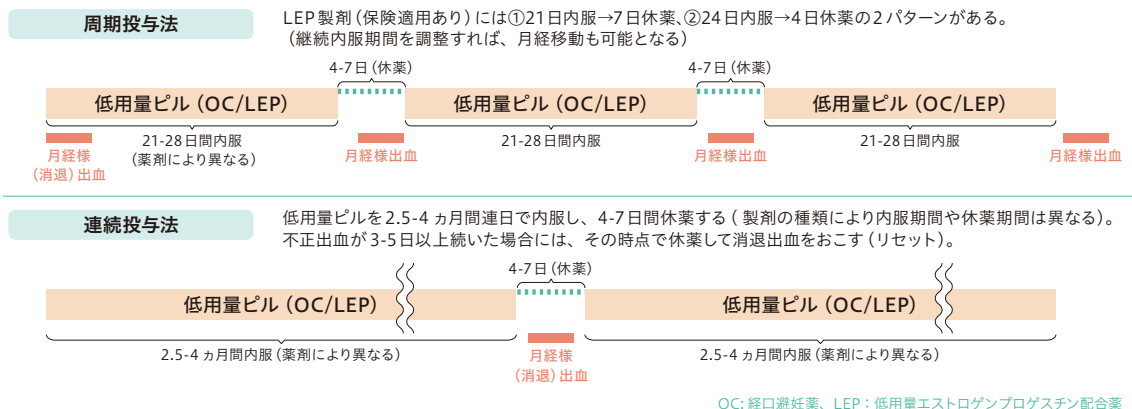 周期投与法
LEP製剤(保険適用あり)には①21日内服→7日休薬、②24日内服→4日休薬の2パターンがある。
(継続内服期間を調整すれば、月経移動も可能となる)
4-7日(休薬)
4-7日(休薬)
低用量ピル(OC/LEP)
低用量ピル(OC/LEP)
低用量ピル(OC/LEP)
21-28日間内服
(薬剤により異なる)
21-28日間内服
21-28日間内服
月経様
(消退)出血
月経様出血
月経様出血
月経様出血
連続投与法
低用量ピルを2.5-4ヵ月間連日で内服し、4-7日間休薬する(製剤の種類により内服期間や休薬期間は異なる)。
不正出血が3-5日以上続いた場合には、その時点で休薬して消退出血をおこす(リセット)。
4-7日(休薬)
低用量ピル(OC/LEP)
低用量ピル(OC/LEP)
2.5-4ヵ月間内服(薬剤により異なる)
2.5-4ヵ月間内服(薬剤により異なる)
月経様
(消退)出血
OC:経口避妊薬、LEP:低用量エストロゲンプロゲスチン配合薬